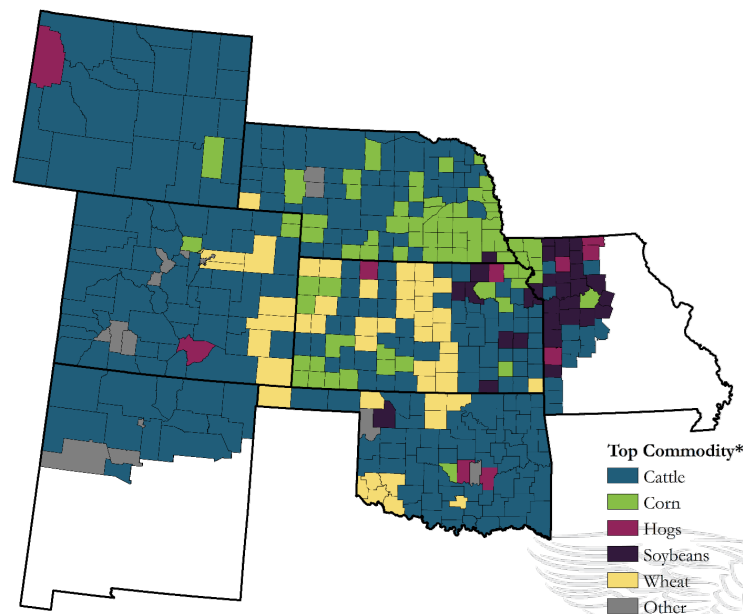 Top Commodity*
Cattle
Corn
Hogs
Soybeans
Wheat
Other